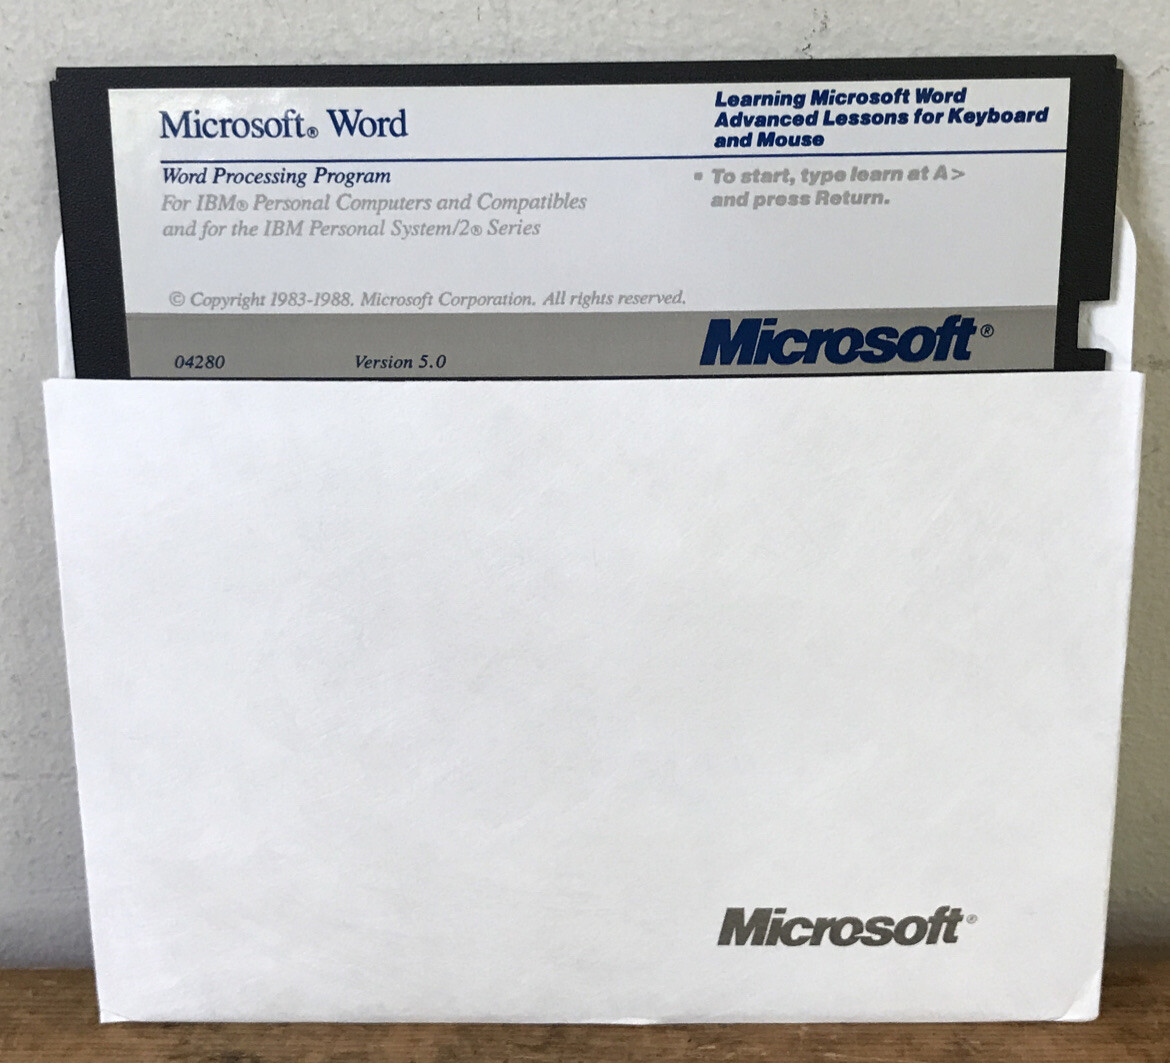 Microsoft® Word
Word Processing Program
For IBM® Personal Computers and Compatibles
and for the IBM Personal System/2® Series
© Copyright 1983-1988. Microsoft Corporation. All rights reserved.
04280 Version 5.0
Learning Microsoft Word
Advanced Lessons for Keyboard
and Mouse
▪ To start, type learn at A>
and press Return.
Microsoft®
Microsoft®